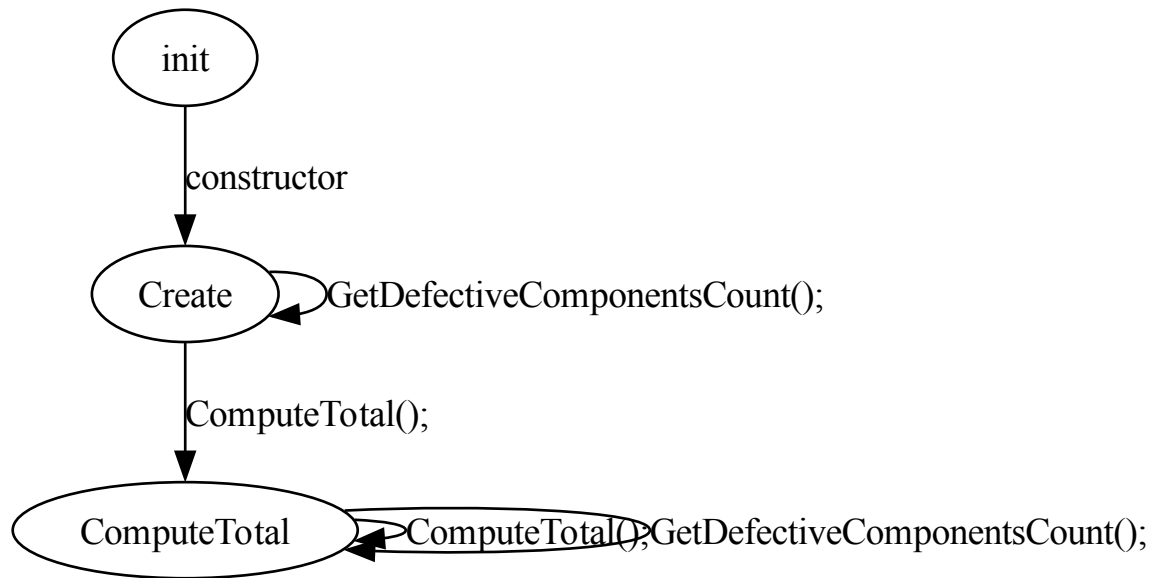 init
constructor
Create
GetDefectiveComponentsCount();
ComputeTotal();
ComputeTotal
ComputeTotal();
GetDefectiveComponentsCount();